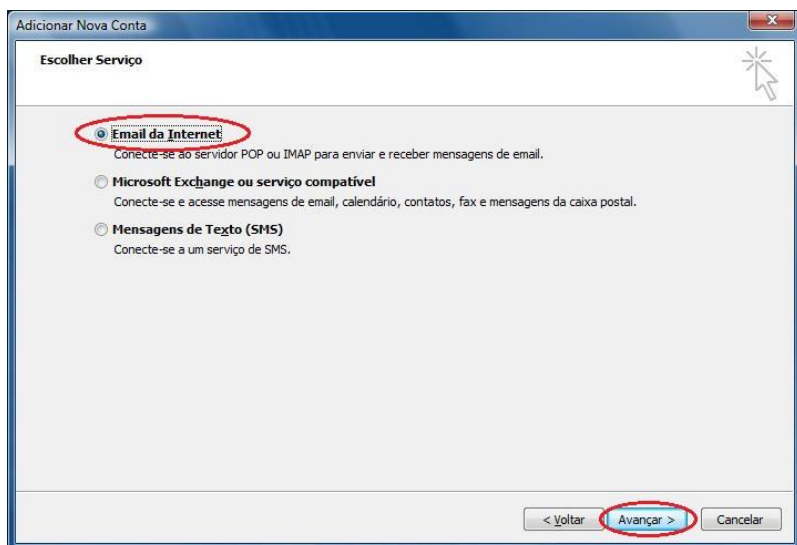 Adicionar Nova Conta
Escolher Serviço
Email da Internet
Conecte-se ao servidor POP ou IMAP para enviar e receber mensagens de email.
Microsoft Exchange ou serviço compatível
Conecte-se e acesse mensagens de email, calendário, contatos, fax e mensagens da caixa postal.
Mensagens de Texto (SMS)
Conecte-se a um serviço de SMS.
< Voltar Avançar > Cancelar